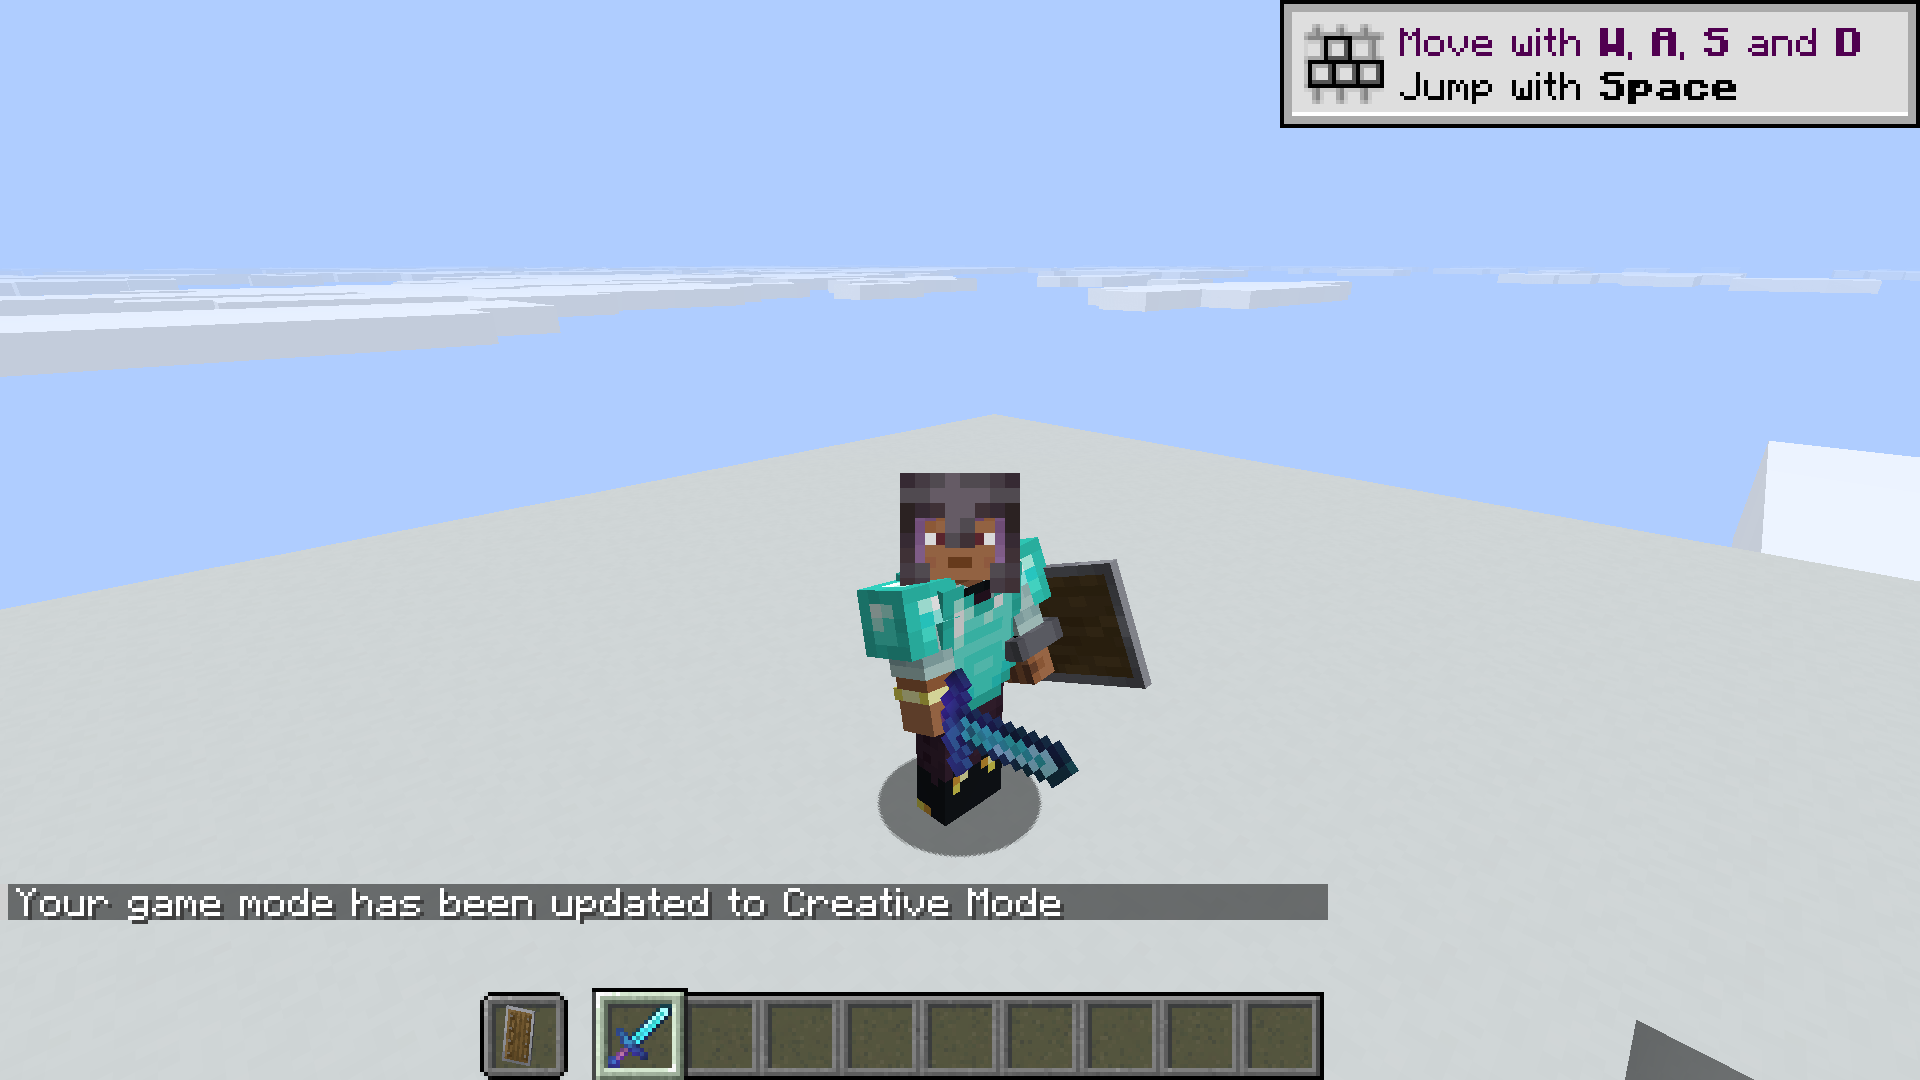 Move with W, A, S and D
Jump with Space
Your game mode has been updated to Creative Mode